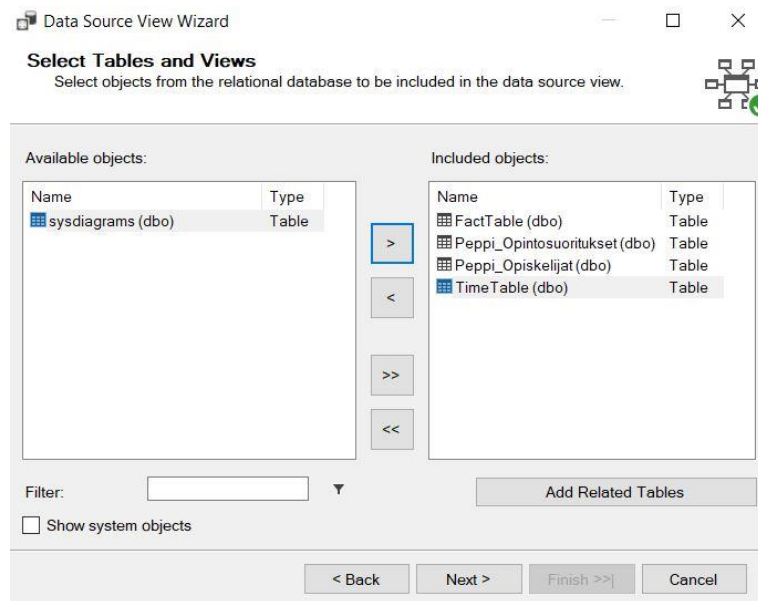 Data Source View Wizard
Select Tables and Views
Select objects from the relational database to be included in the data source view.
Available objects:
Name Type
sysdiagrams (dbo) Table
>
<
>>
<<
Included objects:
Name Type
FactTable (dbo) Table
Peppi_Opintosuoritukset (dbo) Table
Peppi_Opiskelijat (dbo) Table
TimeTable (dbo) Table
Filter:
Add Related Tables
Show system objects
< Back Next > Finish >>| Cancel